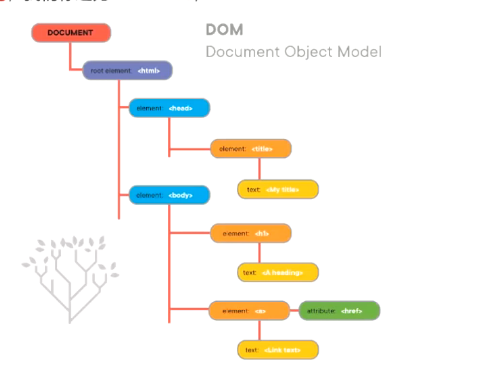 DOCUMENT
DOM
Document Object Model
root element: <html>
element: <head>
element: <title>
text: <My title>
element: <body>
element: <h1>
text: <A heading>
element: <a>
attribute: <href>
text: <Link text>